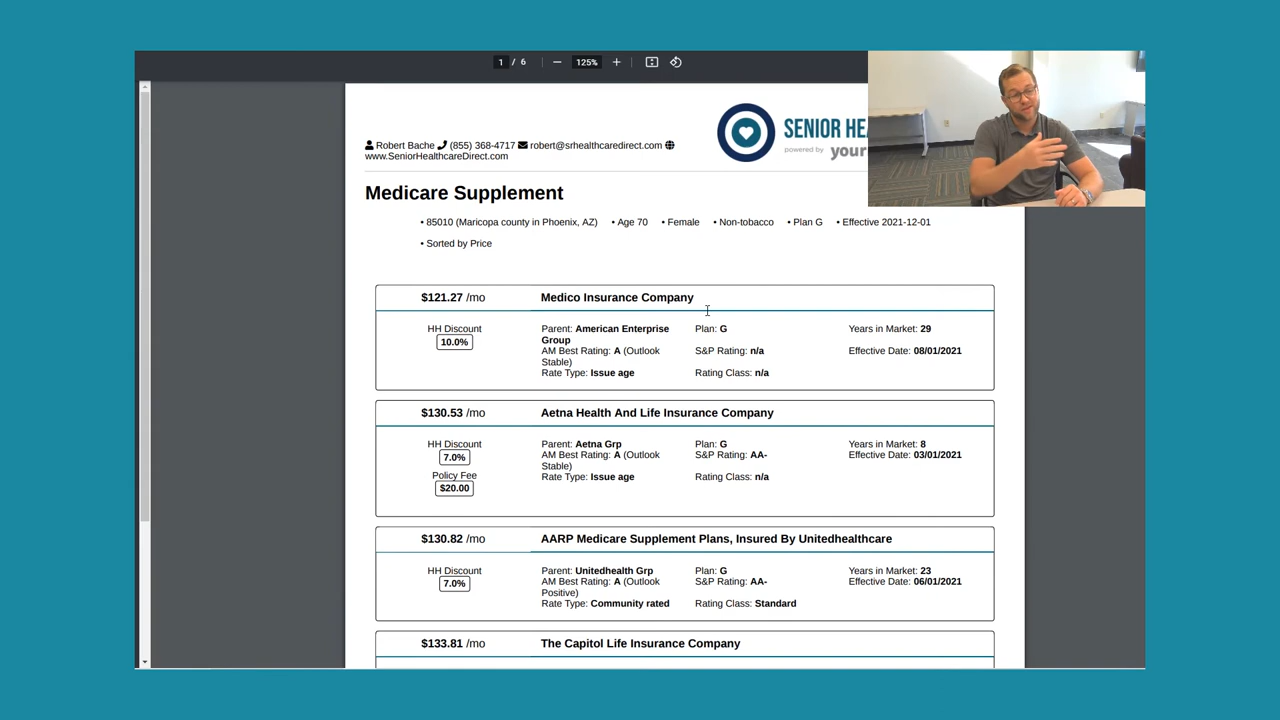 1 / 6 125%
SENIOR HEA
powered by your
Robert Bache (855) 368-4717 robert@srhealthcaredirect.com
www.SeniorHealthcareDirect.com
Medicare Supplement
• 85010 (Maricopa county in Phoenix, AZ) • Age 70 • Female • Non-tobacco • Plan G • Effective 2021-12-01
• Sorted by Price
$121.27 /mo Medico Insurance Company
HH Discount
10.0%
Parent: American Enterprise
Group
AM Best Rating: A (Outlook
Stable)
Rate Type: Issue age
Plan: G
S&P Rating: n/a
Rating Class: n/a
Years in Market: 29
Effective Date: 08/01/2021
$130.53 /mo Aetna Health And Life Insurance Company
HH Discount
7.0%
Policy Fee
$20.00
Parent: Aetna Grp
AM Best Rating: A (Outlook
Stable)
Rate Type: Issue age
Plan: G
S&P Rating: AA-
Rating Class: n/a
Years in Market: 8
Effective Date: 03/01/2021
$130.82 /mo AARP Medicare Supplement Plans, Insured By Unitedhealthcare
HH Discount
7.0%
Parent: Unitedhealth Grp
AM Best Rating: A (Outlook
Positive)
Rate Type: Community rated
Plan: G
S&P Rating: AA-
Rating Class: Standard
Years in Market: 23
Effective Date: 06/01/2021
$133.81 /mo The Capitol Life Insurance Company